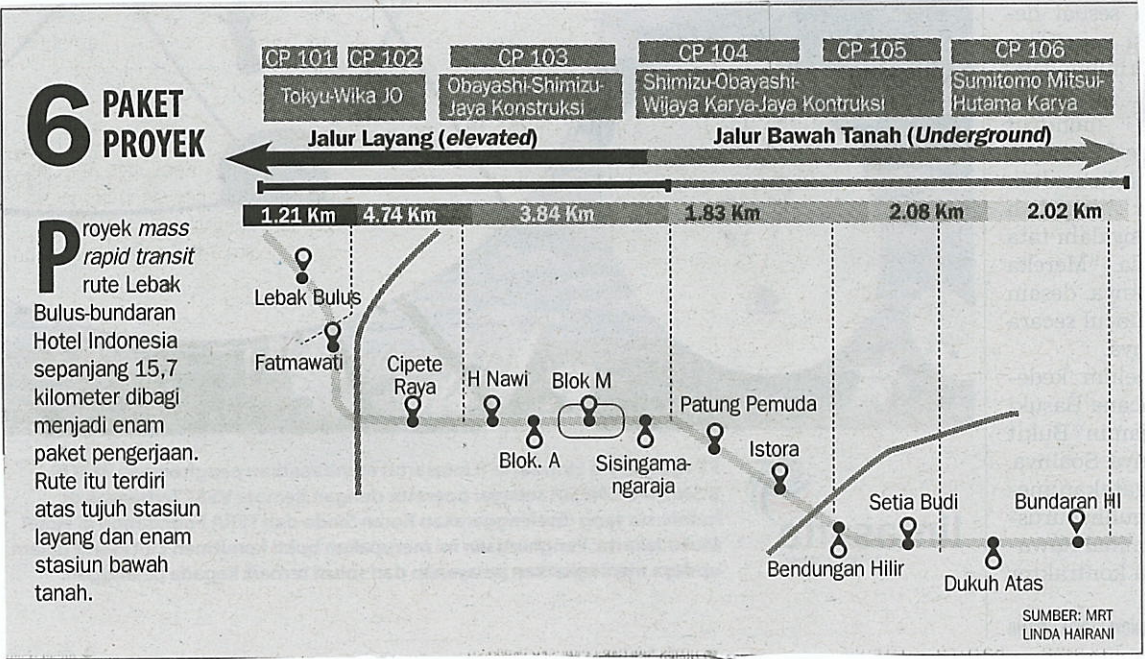 6 PAKET
PROYEK
CP 101 CP 102 CP 103 CP 104 CP 105 CP 106
Tokyu-Wika JO
Obayashi-Shimizu-
Jaya Konstruksi
Shimizu-Obayashi-
Wijaya Karya-Jaya Kontruksi
Sumitomo Mitsui-
Hutama Karya
Jalur Layang (elevated)
Jalur Bawah Tanah (Underground)
1.21 Km 4.74 Km 3.84 Km 1.83 Km 2.08 Km 2.02 Km
Proyek mass
rapid transit
rute Lebak
Bulus-bundaran
Hotel Indonesia
sepanjang 15,7
kilometer dibagi
menjadi enam
paket pengerjaan.
Rute itu terdiri
atas tujuh stasiun
layang dan enam
stasiun bawah
tanah.
Lebak Bulus
Fatmawati
Cipete
Raya
H Nawi
Blok. A
Blok M
Sisingama-
ngaraja
Patung Pemuda
Istora
Bendungan Hilir
Setia Budi
Dukuh Atas
Bundaran HI
SUMBER: MRT
LINDA HAIRANI